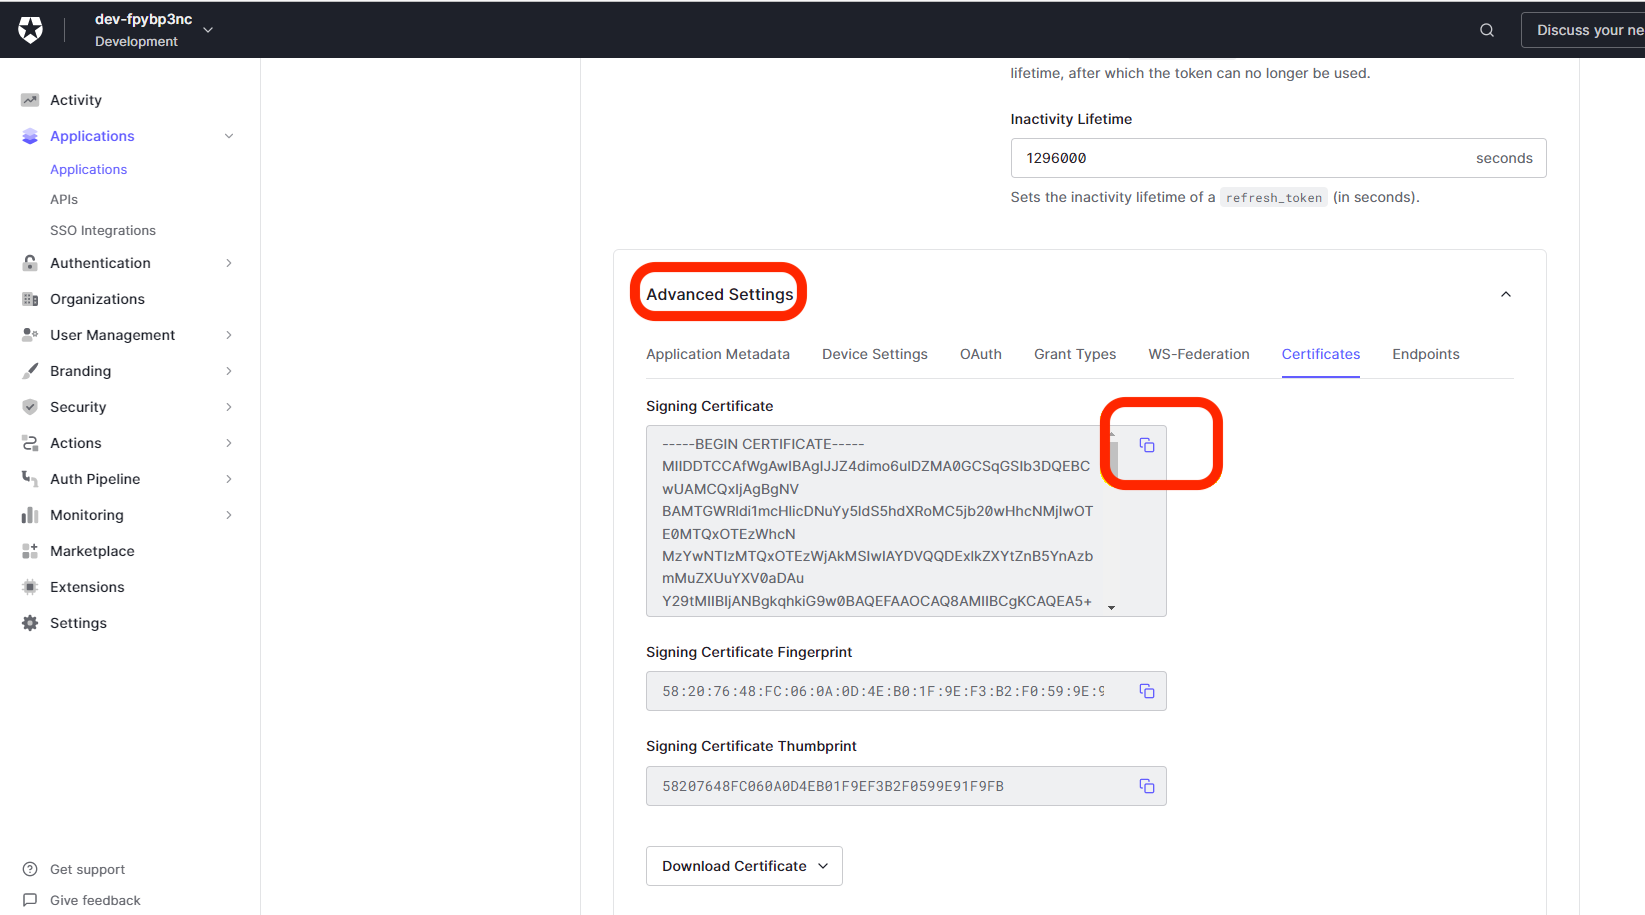 dev-fpybp3nc
Development
Discuss your ne
Activity
Applications
Applications
APIs
SSO Integrations
Authentication
Organizations
User Management
Branding
Security
Actions
Auth Pipeline
Monitoring
Marketplace
Extensions
Settings
Get support
Give feedback
lifetime, after which the token can no longer be used.
Inactivity Lifetime
1296000 seconds
Sets the inactivity lifetime of a refresh_token (in seconds).
Advanced Settings
Application Metadata Device Settings OAuth Grant Types WS-Federation Certificates Endpoints
Signing Certificate
-----BEGIN CERTIFICATE-----
MIIDDTCCAfWgAwIBAgIJJZ4dimo6uIDZMA0GCSqGSIb3DQEBC
wUAMCQxIjAgBgNV
BAMTGWRldi1mcHlicDNuYy5ldS5hdXRoMC5jb20wHhcNMjIwOT
E0MTQxOTEzWhcN
MzYwNTIzMTQxOTEzWjAkMSIwIAYDVQQDExlkZXYtZnB5YnAzb
mMuZXUuYXV0aDAu
Y29tMIIBIjANBgkqhkiG9w0BAQEFAAOCAQ8AMIIBCgKCAQEA5+
Signing Certificate Fingerprint
58:20:76:48:FC:06:0A:0D:4E:B0:1F:9E:F3:B2:F0:59:9E:9
Signing Certificate Thumbprint
58207648FC060A0D4EB01F9EF3B2F0599E91F9FB
Download Certificate